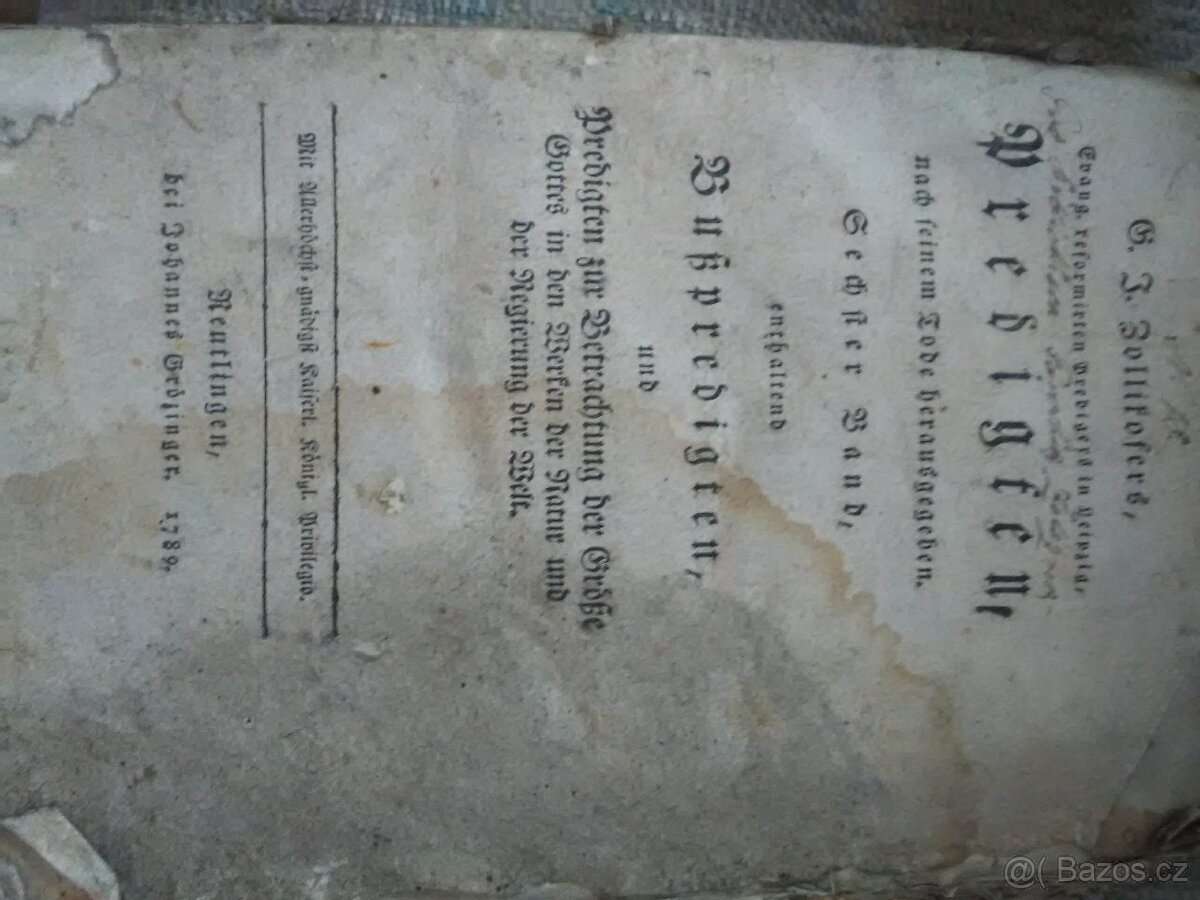 G. J. Zollikofers,
Evang. reformirten Predigers in Leipzig,
Predigten
nach seinem Tode herausgegeben.
Sechster Band,
enthaltend
Bußpredigten,
und
Predigten zur Betrachtung der Größe
Gottes in den Werken der Natur und
der Regierung der Welt.
Mit Allerhöchst, gnädigst Kaiserl. Königl. Privilegio.
Reutlingen,
bei Johannes Grözinger. 1789.
@( Bazos.cz